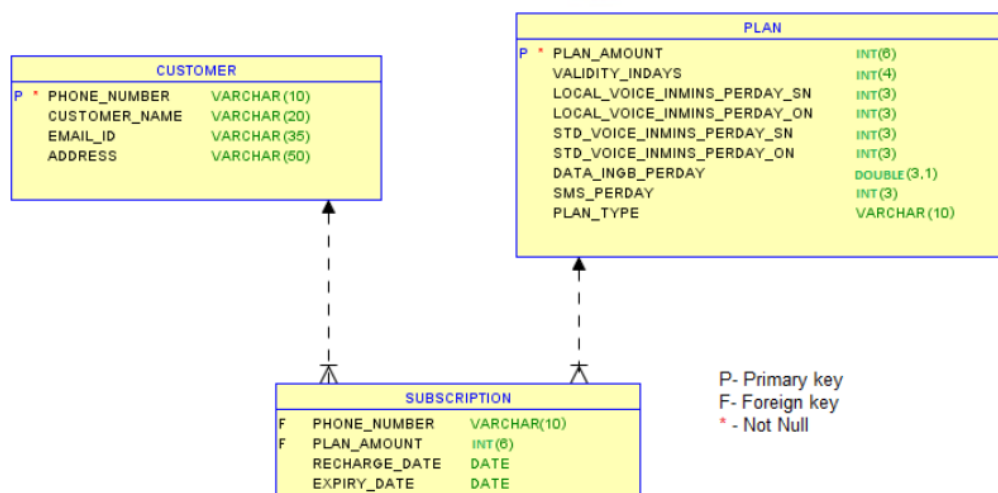 CUSTOMER
P * PHONE_NUMBER VARCHAR(10)
CUSTOMER_NAME VARCHAR(20)
EMAIL_ID VARCHAR(35)
ADDRESS VARCHAR(50)
PLAN
P * PLAN_AMOUNT INT(6)
VALIDITY_INDAYS INT(4)
LOCAL_VOICE_INMINS_PERDAY_SN INT(3)
LOCAL_VOICE_INMINS_PERDAY_ON INT(3)
STD_VOICE_INMINS_PERDAY_SN INT(3)
STD_VOICE_INMINS_PERDAY_ON INT(3)
DATA_INGB_PERDAY DOUBLE(3,1)
SMS_PERDAY INT(3)
PLAN_TYPE VARCHAR(10)
SUBSCRIPTION
F PHONE_NUMBER VARCHAR(10)
F PLAN_AMOUNT INT(6)
RECHARGE_DATE DATE
EXPIRY_DATE DATE
P- Primary key
F- Foreign key
* - Not Null